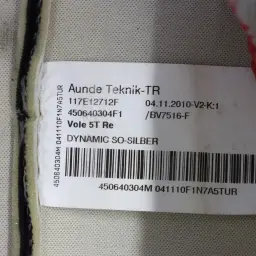 Aunde Teknik-TR
117E12712F 04.11.2010-V2-K:1
450640304F1 /BV7516-F
Vole 5T Re
DYNAMIC SO-SILBER
450640304M 041110F1N7A5TUR
450640304M 041110F1N7A5TUR